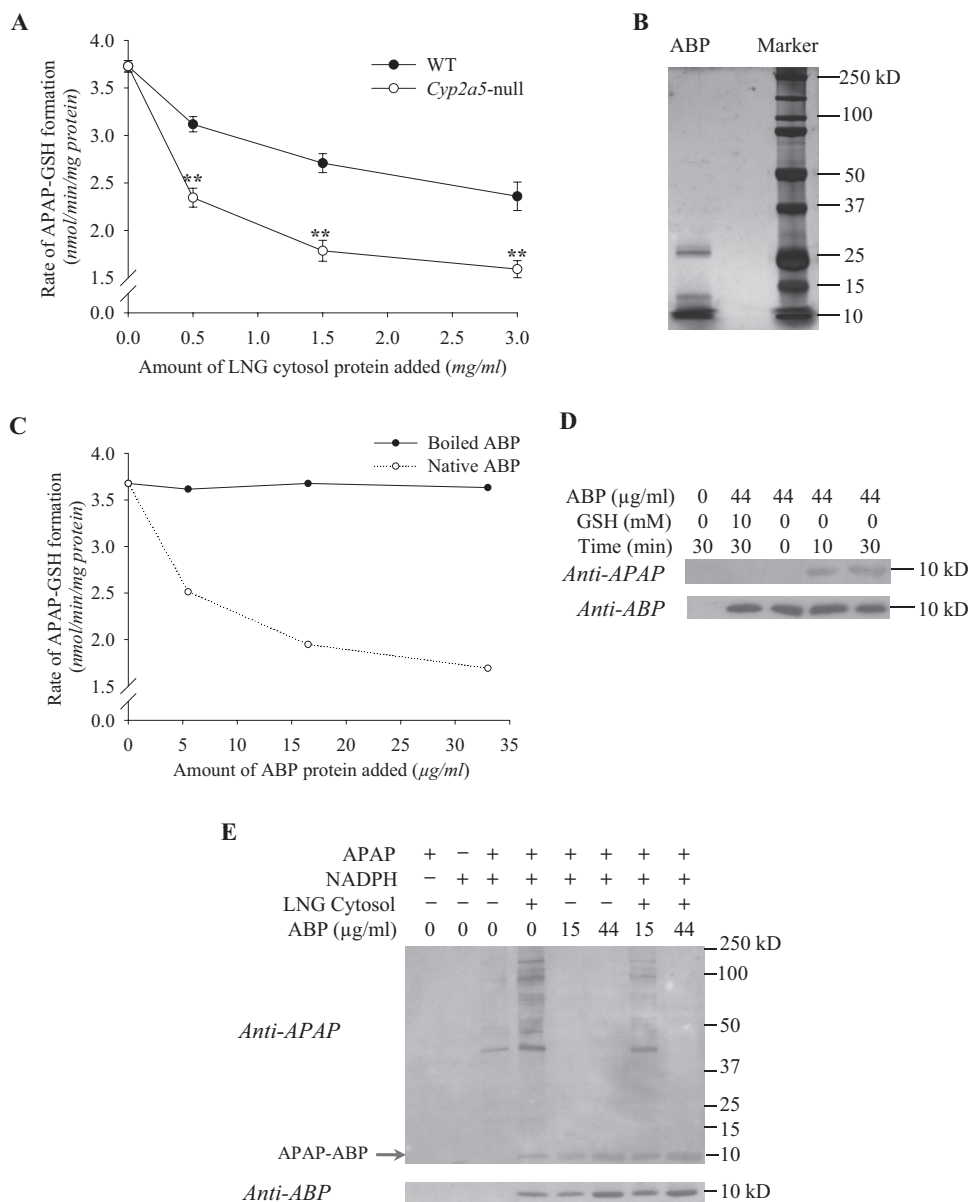 A
Rate of APAP-GSH formation
(nmol/min/mg protein)
4.0
3.5
3.0
2.5
2.0
1.5
0.0
WT
Cyp2a5-null
**
**
**
0.0 0.5 1.0 1.5 2.0 2.5 3.0
Amount of LNG cytosol protein added (mg/ml)
B
ABP Marker
250 kD
100
50
37
25
15
10
C
Rate of APAP-GSH formation
(nmol/min/mg protein)
4.0
3.5
3.0
2.5
2.0
1.5
0.0
Boiled ABP
Native ABP
0 5 10 15 20 25 30 35
Amount of ABP protein added (µg/ml)
D
ABP (µg/ml) 0 44 44 44 44
GSH (mM) 0 10 0 0 0
Time (min) 30 30 0 10 30
Anti-APAP 10 kD
Anti-ABP 10 kD
E
APAP + − + + + + + +
NADPH − + + + + + + +
LNG Cytosol − − − + − − + +
ABP (µg/ml) 0 0 0 0 15 44 15 44
250 kD
100
Anti-APAP
50
37
25
15
APAP-ABP 10
Anti-ABP 10 kD